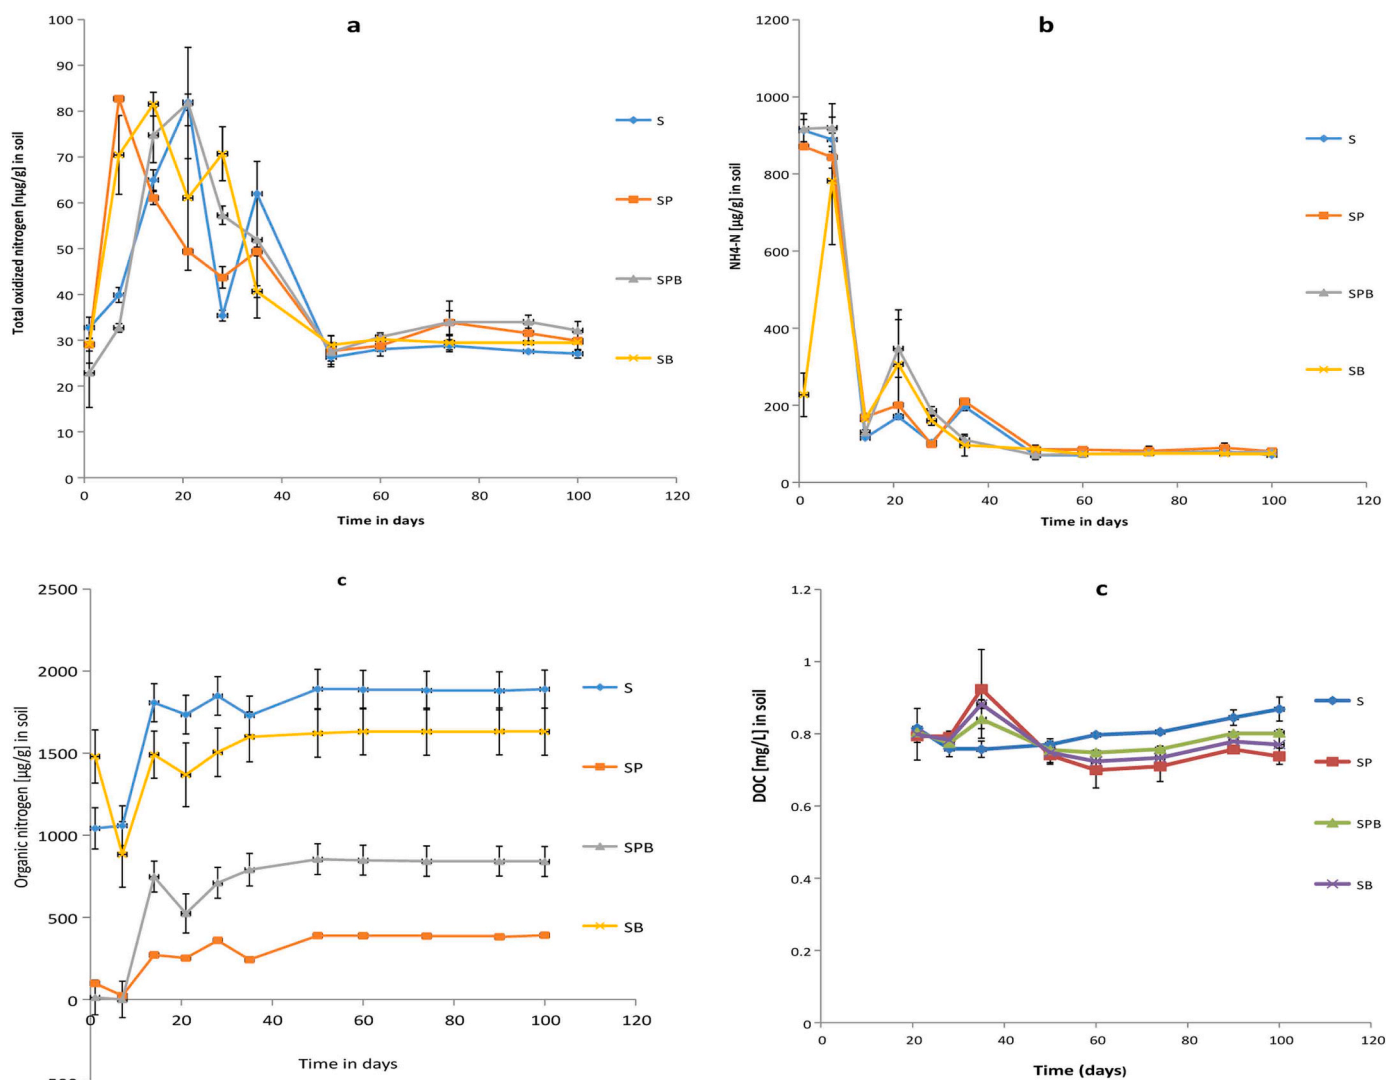 a
Total oxidized nitrogen [nµg/g] in soil
100
90
80
70
60
50
40
30
20
10
0
0 20 40 60 80 100 120
Time in days
S
SP
SPB
SB
b
NH4-N [µg/g] in soil
1200
1000
800
600
400
200
0
0 20 40 60 80 100 120
Time in days
S
SP
SPB
SB
c
Organic nitrogen [µg/g] in soil
2500
2000
1500
1000
500
0
0 20 40 60 80 100 120
Time in days
S
SP
SPB
SB
c
DOC [mg/L] in soil
1.2
1
0.8
0.6
0.4
0.2
0
0 20 40 60 80 100 120
Time (days)
S
SP
SPB
SB